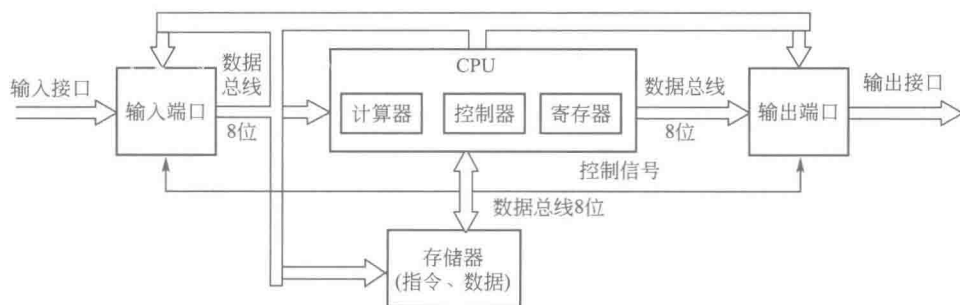 CPU
数据
总线
8位
输入接口
输入端口
计算器
控制器
寄存器
数据总线
8位
输出端口
输出接口
控制信号
数据总线8位
存储器
(指令、数据)